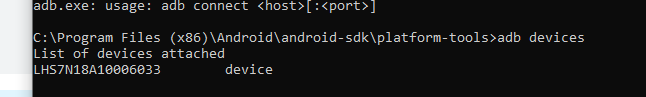 adb.exe: usage: adb connect <host>[:<port>]
C:\Program Files (x86)\Android\android-sdk\platform-tools>adb devices
List of devices attached
LHS7N18A10006033        device